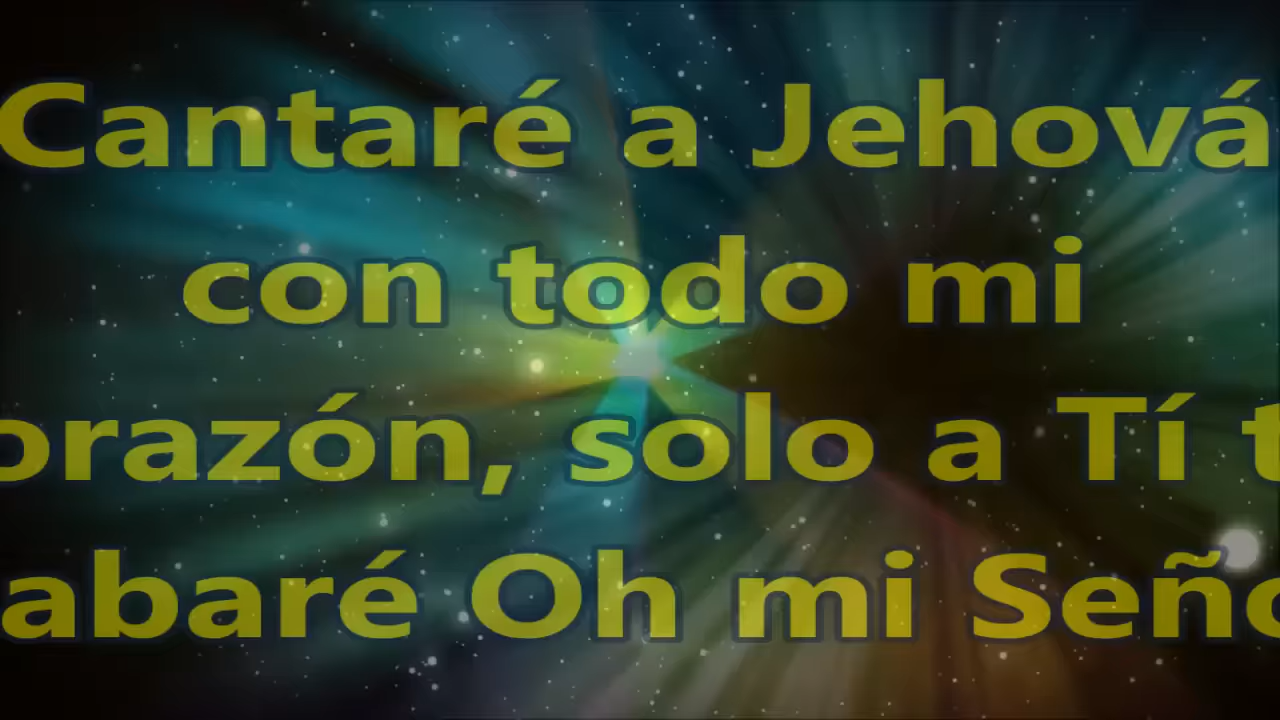 Cantaré a Jehová
con todo mi
orazón, solo a Tí t
abaré Oh mi Seño